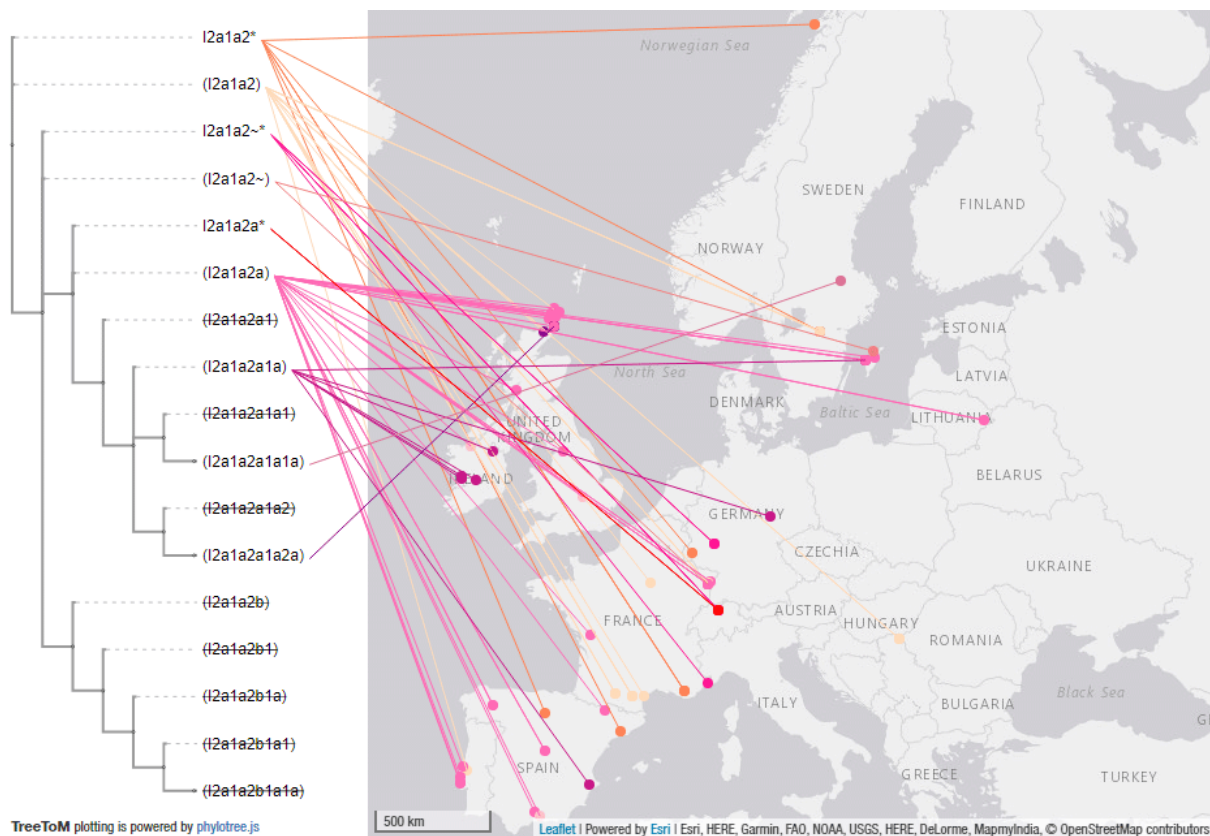 I2a1a2*
(I2a1a2)
I2a1a2~*
(I2a1a2~)
I2a1a2a*
(I2a1a2a)
(I2a1a2a1)
(I2a1a2a1a)
(I2a1a2a1a1)
(I2a1a2a1a1a)
(I2a1a2a1a2)
(I2a1a2a1a2a)
(I2a1a2b)
(I2a1a2b1)
(I2a1a2b1a)
(I2a1a2b1a1)
(I2a1a2b1a1a)
TreeToM plotting is powered by phylotree.js
Norwegian Sea
SWEDEN
FINLAND
NORWAY
ESTONIA
North Sea
LATVIA
DENMARK
Baltic Sea
LITHUANIA
UNITED
KINGDOM
BELARUS
IRELAND
GERMANY
CZECHIA
UKRAINE
AUSTRIA
FRANCE
HUNGARY
ROMANIA
Black Sea
ITALY
BULGARIA
SPAIN
GREECE
TURKEY
500 km
Leaflet | Powered by Esri | Esri, HERE, Garmin, FAO, NOAA, USGS, HERE, DeLorme, MapmyIndia, © OpenStreetMap contributors